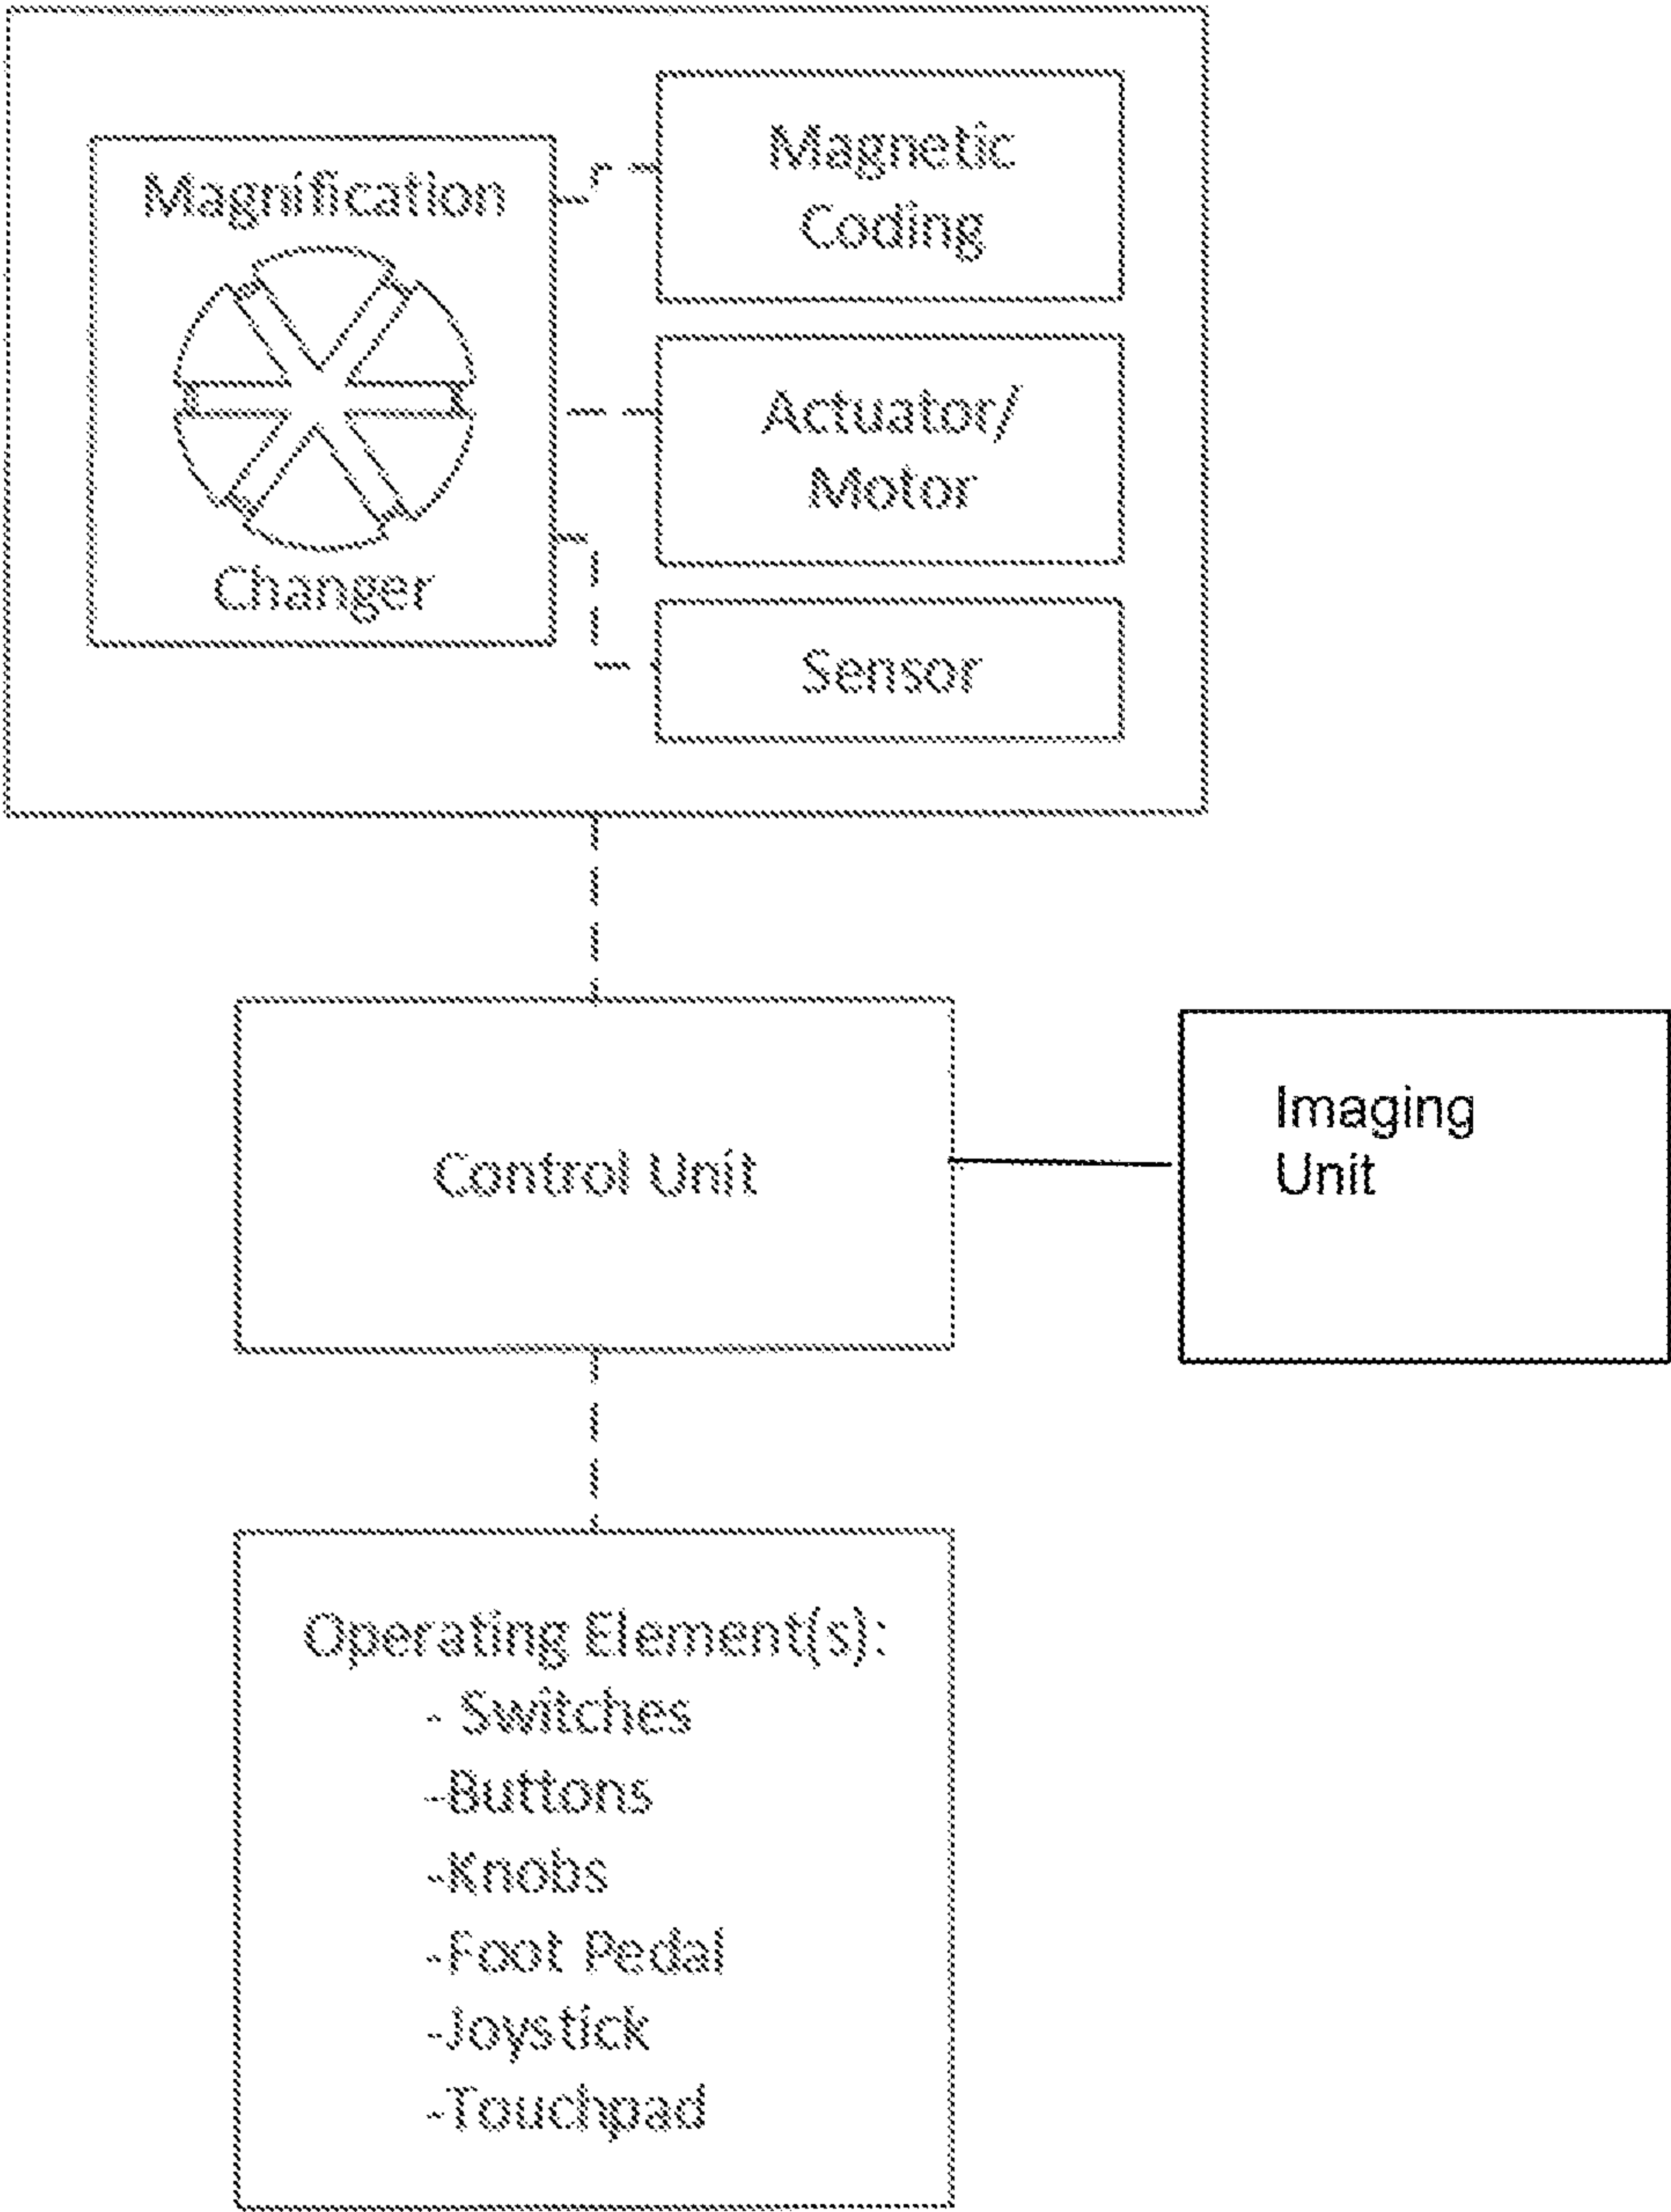 Magnification
Changer
Magnetic
Coding
Actuator/
Motor
Sensor
Control Unit
Imaging
Unit
Operating Element(s):
- Switches
-Buttons
-Knobs
-Foot Pedal
-Joystick
-Touchpad